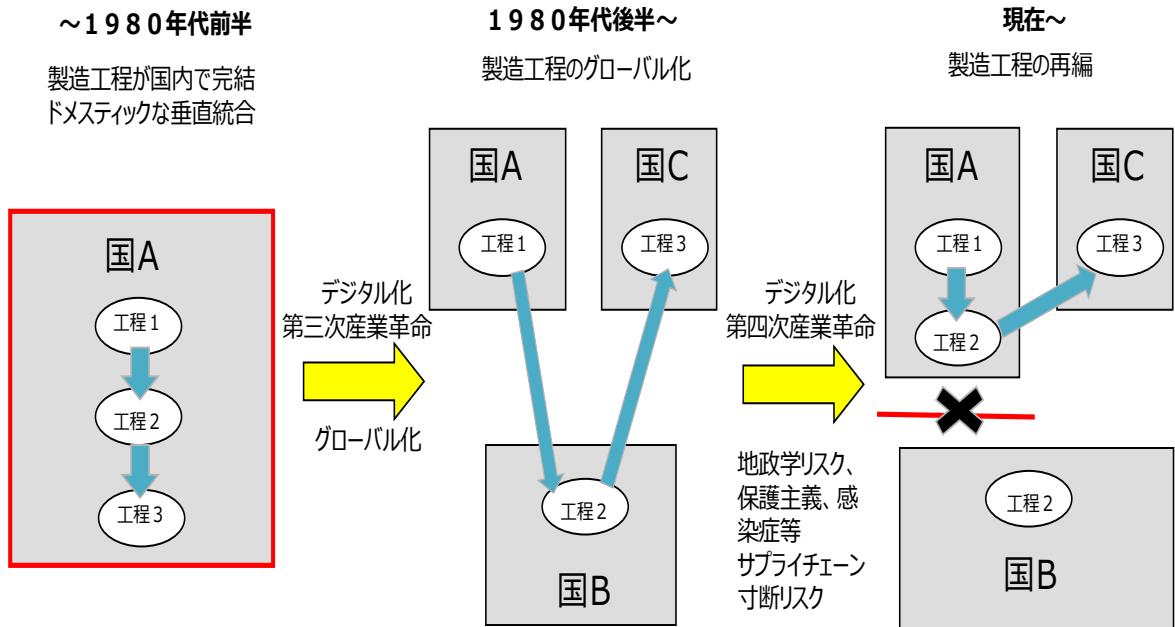 ～１９８０年代前半
製造工程が国内で完結
ドメスティックな垂直統合
国A
工程１
工程２
工程３
デジタル化
第三次産業革命
グローバル化
１９８０年代後半～
製造工程のグローバル化
国A
工程１
国C
工程３
工程２
国B
デジタル化
第四次産業革命
地政学リスク、
保護主義、感
染症等
サプライチェーン
寸断リスク
現在～
製造工程の再編
国A
工程１
工程２
国C
工程３
工程２
国B